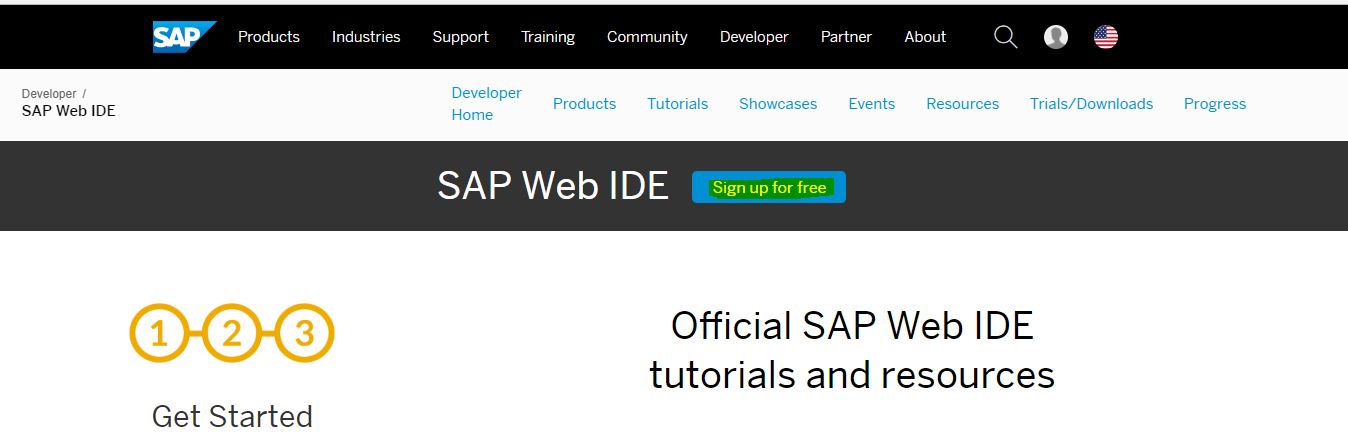 SAP Products Industries Support Training Community Developer Partner About
Developer /
SAP Web IDE
Developer
Home
Products Tutorials Showcases Events Resources Trials/Downloads Progress
SAP Web IDE Sign up for free
1 2 3
Get Started
Official SAP Web IDE
tutorials and resources